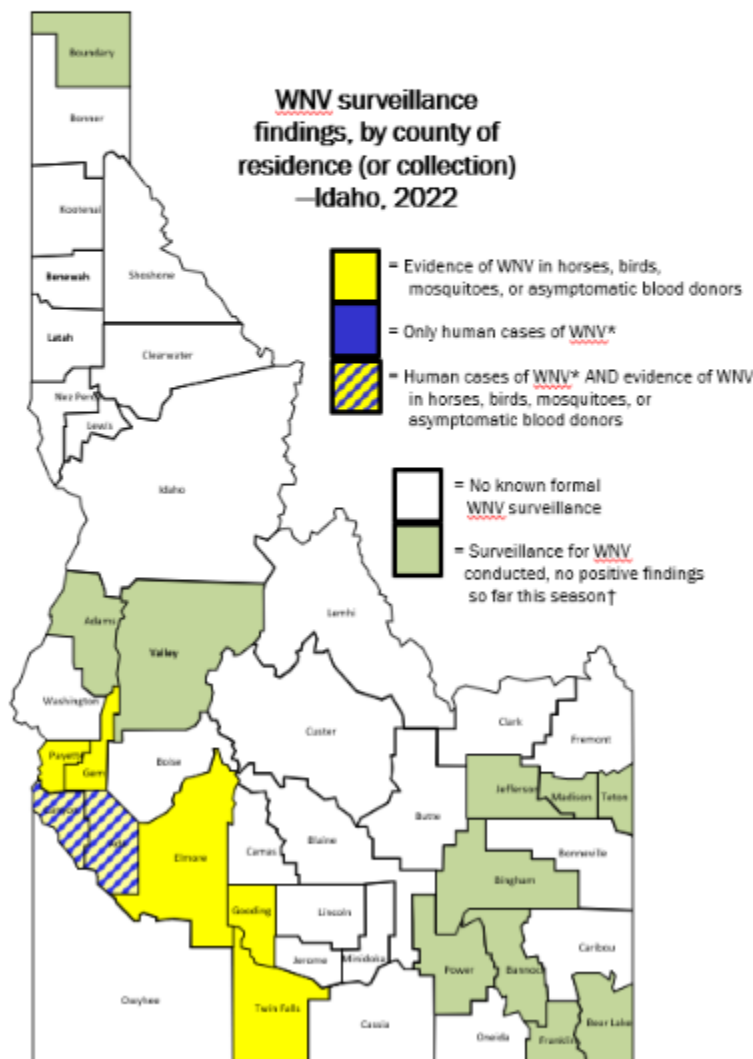 Boundary
WNV surveillance
findings, by county of
residence (or collection)
—Idaho, 2022
Bonner
Kootenai
= Evidence of WNV in horses, birds,
mosquitoes, or asymptomatic blood donors
Benewah
Shoshone
= Only human cases of WNV*
Latah
Clearwater
= Human cases of WNV* AND evidence of WNV
in horses, birds, mosquitoes, or
asymptomatic blood donors
Nez Perce
Lewis
Idaho
= No known formal
WNV surveillance
= Surveillance for WNV
conducted, no positive findings
so far this season†
Lemhi
Adams
Valley
Washington
Custer
Clark
Fremont
Payette
Gem
Boise
Jefferson
Madison
Teton
Butte
Elmore
Camas
Blaine
Bonneville
Bingham
Gooding
Lincoln
Caribou
Jerome
Minidoka
Power
Bannock
Owyhee
Twin Falls
Cassia
Oneida
Franklin
Bear Lake